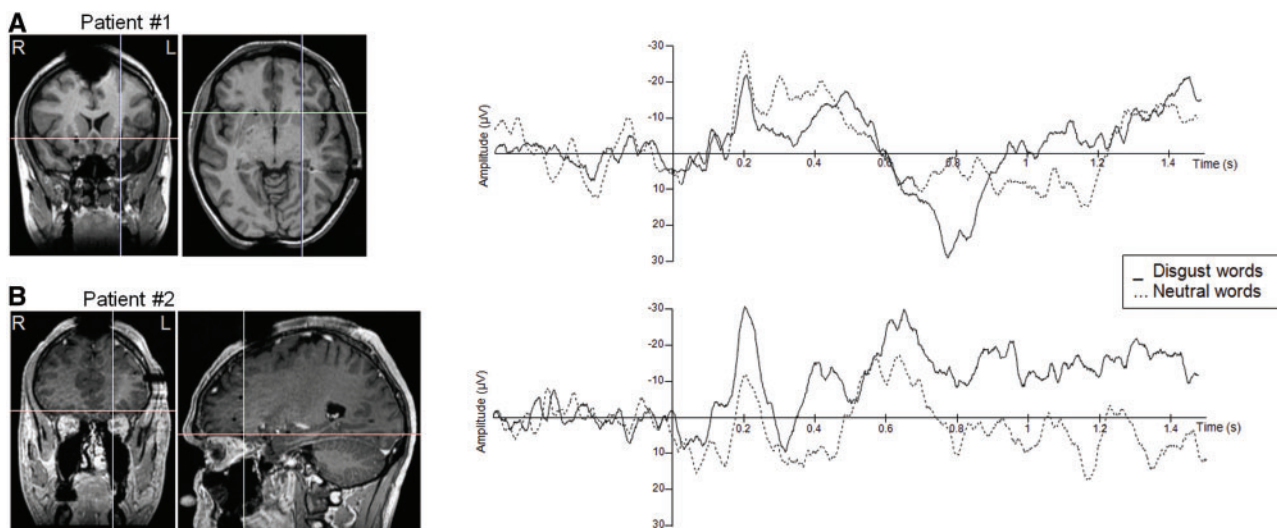 A
Patient #1
R L
-30
-20
-10
10
20
30
Amplitude (µV)
0.2 0.4 0.6 0.8 1.0 1.2 1.4 Time (s)
Disgust words
Neutral words
B
Patient #2
R L
-30
-20
-10
10
20
30
Amplitude (µV)
0.2 0.4 0.6 0.8 1.0 1.2 1.4 Time (s)